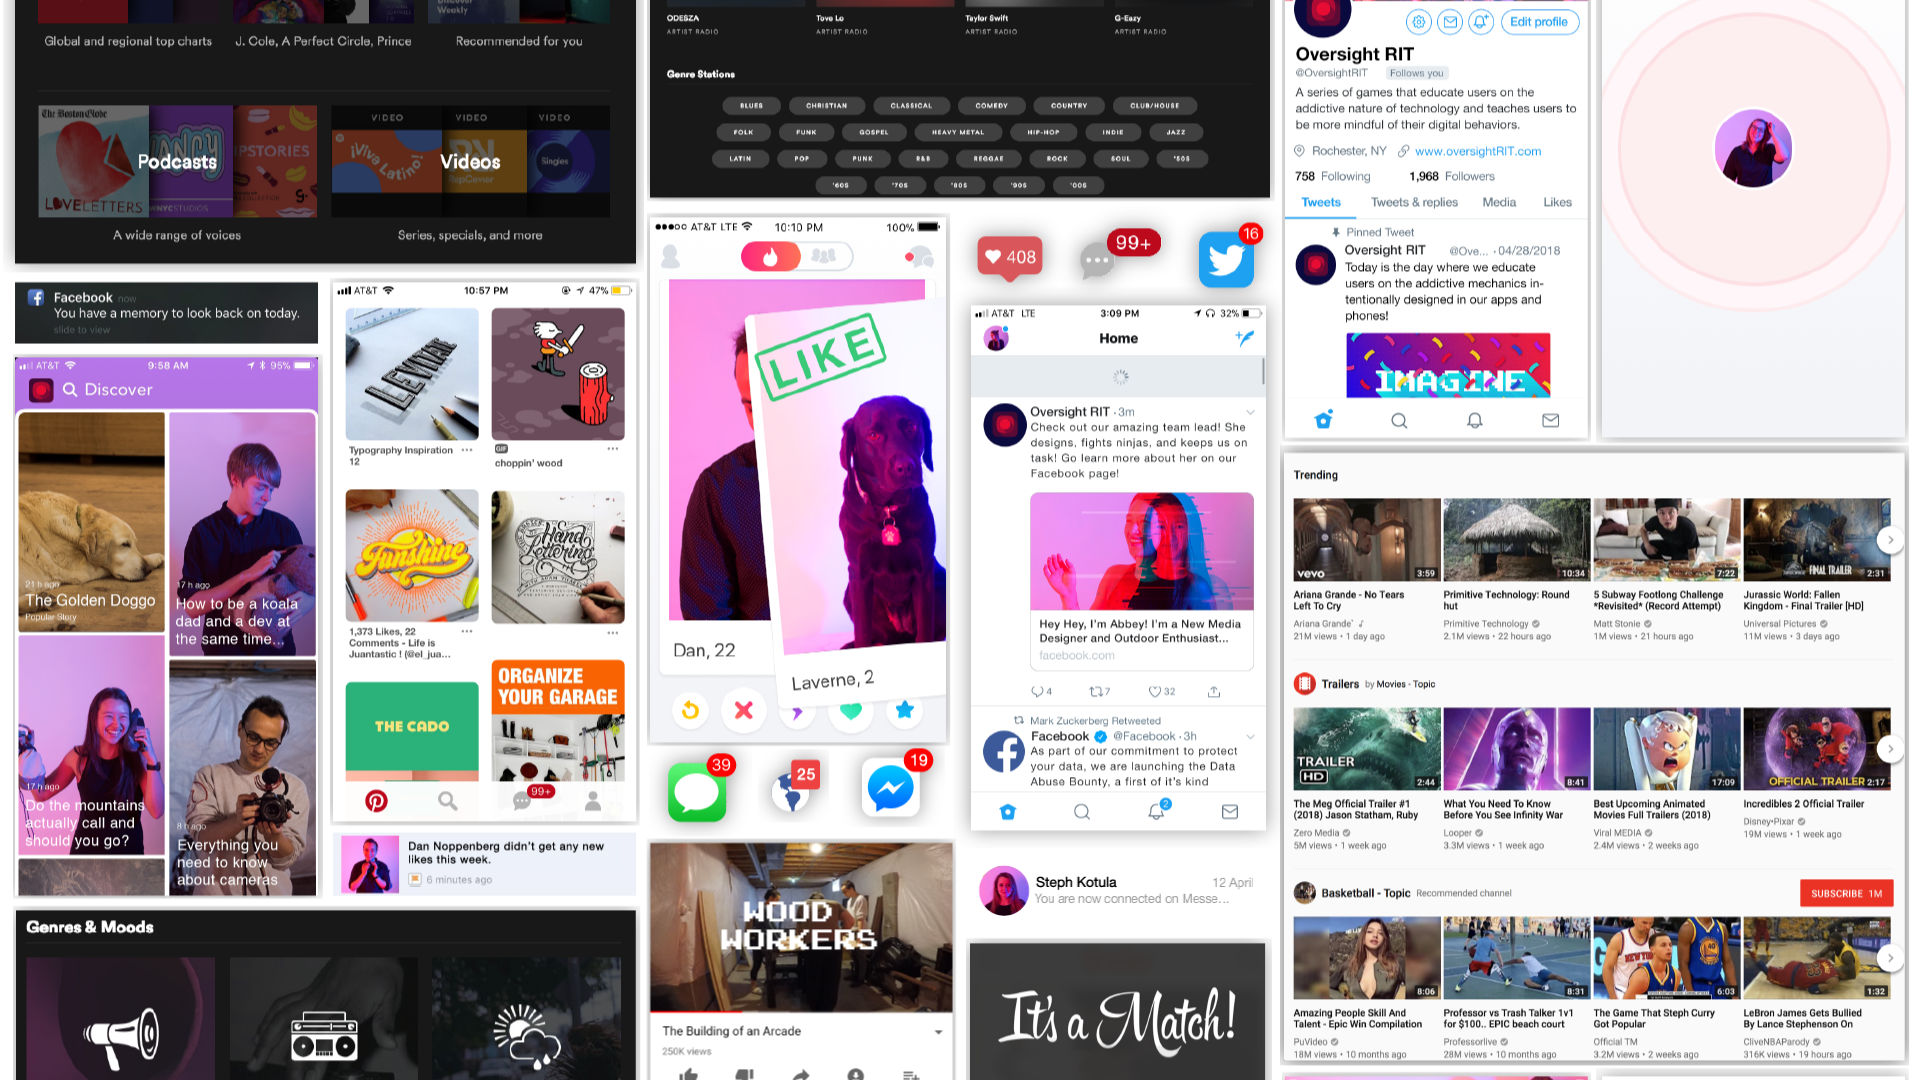 Global and regional top charts
J. Cole, A Perfect Circle, Prince
Recommended for you
The Boston Globe
LOVELETTERS
Podcasts
WNYCSTUDIOS
VIDEO
VIDEO
VIDEO
¡Viva Latino!
Videos
RapCaviar
Singles
A wide range of voices
Series, specials, and more
Facebook now
You have a memory to look back on today.
slide to view
AT&T
9:58 AM
95%
Discover
21 h ago
The Golden Doggo
Popular Story
17 h ago
How to be a koala
dad and a dev at
the same time...
17 h ago
Do the mountains
actually call and
should you go?
8 h ago
Everything you
need to know
about cameras
Genres & Moods
AT&T
10:57 PM
47%
LEVITATE
Typography Inspiration
12
GIF
choppin' wood
Funshine
1,373 Likes, 22
Comments - Life is
Juantastic ! (@el_jua...
Hand
Lettering
THE CADO
ORGANIZE
YOUR GARAGE
99+
Dan Noppenberg didn't get any new
likes this week.
6 minutes ago
ODESZA
ARTIST RADIO
Tove Lo
ARTIST RADIO
Taylor Swift
ARTIST RADIO
G-Eazy
ARTIST RADIO
Genre Stations
BLUES
CHRISTIAN
CLASSICAL
COMEDY
COUNTRY
CLUB/HOUSE
FOLK
FUNK
GOSPEL
HEAVY METAL
HIP-HOP
INDIE
JAZZ
LATIN
POP
PUNK
R&B
REGGAE
ROCK
SOUL
'50S
'60S
'70S
'80S
'90S
'00S
AT&T LTE
10:10 PM
100%
LIKE
Dan, 22
Laverne, 2
39
25
19
WOOD
WORKERS
The Building of an Arcade
250K views
408
99+
16
AT&T LTE
3:09 PM
32%
Home
Oversight RIT · 3m
Check out our amazing team lead! She
designs, fights ninjas, and keeps us on
task! Go learn more about her on our
Facebook page!
Hey Hey, I'm Abbey! I'm a New Media
Designer and Outdoor Enthusiast...
facebook.com
4
7
32
Mark Zuckerberg Retweeted
Facebook @Facebook · 3h
As part of our commitment to protect
your data, we are launching the Data
Abuse Bounty, a first of it's kind
2
Steph Kotula
12 April
You are now connected on Messe...
It's a Match!
Edit profile
Oversight RIT
@OversightRIT
Follows you
A series of games that educate users on the
addictive nature of technology and teaches users to
be more mindful of their digital behaviors.
Rochester, NY
www.oversightRIT.com
758 Following
1,968 Followers
Tweets
Tweets & replies
Media
Likes
Pinned Tweet
Oversight RIT @Ove... · 04/28/2018
Today is the day where we educate
users on the addictive mechanics in-
tentionally designed in our apps and
phones!
IMAGINE
Trending
vevo
3:59
10:34
7:22
FINAL TRAILER
2:31
Ariana Grande - No Tears
Left To Cry
Ariana Grande
21M views • 1 day ago
Primitive Technology: Round
hut
Primitive Technology
2.1M views • 22 hours ago
5 Subway Footlong Challenge
*Revisited* (Record Attempt)
Matt Stonie
1M views • 21 hours ago
Jurassic World: Fallen
Kingdom - Final Trailer [HD]
Universal Pictures
11M views • 3 days ago
Trailers by Movies - Topic
TRAILER
HD
2:44
8:41
17:09
OFFICIAL TRAILER
2:17
The Meg Official Trailer #1
(2018) Jason Statham, Ruby
Zero Media
5M views • 1 week ago
What You Need To Know
Before You See Infinity War
Looper
3.3M views • 1 week ago
Best Upcoming Animated
Movies Full Trailers (2018)
Viral MEDIA
2.4M views • 2 weeks ago
Incredibles 2 Official Trailer
Disney•Pixar
19M views • 1 week ago
Basketball - Topic Recommended channel
SUBSCRIBE 1M
8:06
8:31
NEW YORK
6:03
1:32
Amazing People Skill And
Talent - Epic Win Compilation
PuVideo
18M views • 10 months ago
Professor vs Trash Talker 1v1
for $100.. EPIC beach court
Professorlive
28M views • 10 months ago
The Game That Steph Curry
Got Popular
Official TM
3.2M views • 2 weeks ago
LeBron James Gets Bullied
By Lance Stephenson On
CliveNBAParody
316K views • 19 hours ago